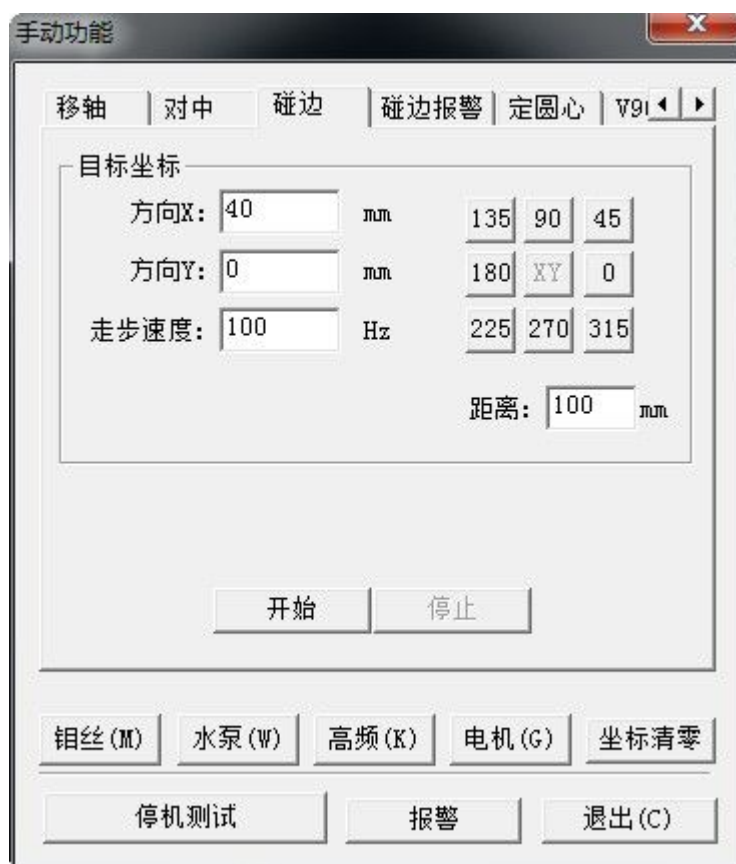 手动功能
移轴 对中 碰边 碰边报警 定圆心 V9
目标坐标
方向X: 40 mm 135 90 45
方向Y: 0 mm 180 XY 0
走步速度: 100 Hz 225 270 315
距离: 100 mm
开始 停止
钼丝(M) 水泵(W) 高频(K) 电机(G) 坐标清零
停机测试 报警 退出(C)